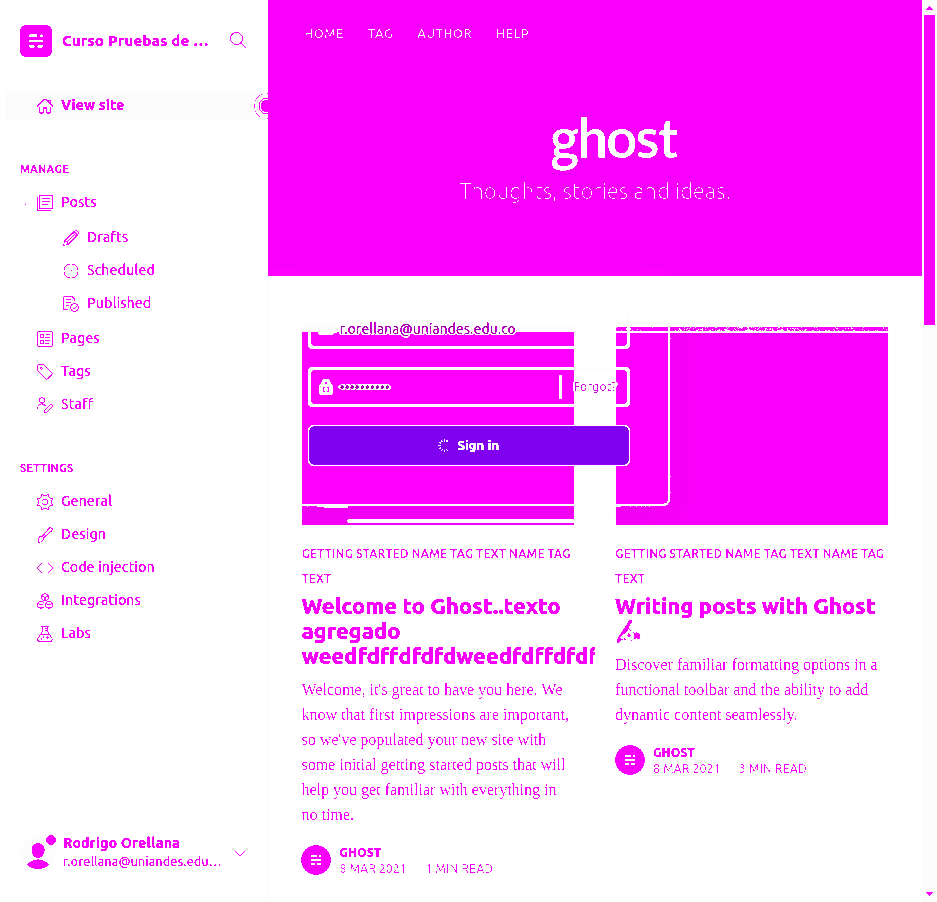 Curso Pruebas de ...
View site
MANAGE
Posts
Drafts
Scheduled
Published
Pages
Tags
Staff
SETTINGS
General
Design
Code injection
Integrations
Labs
Rodrigo Orellana
r.orellana@uniandes.edu...
HOME TAG AUTHOR HELP
ghost
Thoughts, stories and ideas.
r.orellana@uniandes.edu.co
Forgot?
Sign in
GETTING STARTED NAME TAG TEXT NAME TAG
TEXT
Welcome to Ghost..texto
agregado
weedfdffdfdfdweedfdffdfdf
Welcome, it's great to have you here. We
know that first impressions are important,
so we've populated your new site with
some initial getting started posts that will
help you get familiar with everything in
no time.
GHOST
8 MAR 2021 1 MIN READ
GETTING STARTED NAME TAG TEXT NAME TAG
TEXT
Writing posts with Ghost
✍️
Discover familiar formatting options in a
functional toolbar and the ability to add
dynamic content seamlessly.
GHOST
8 MAR 2021 3 MIN READ